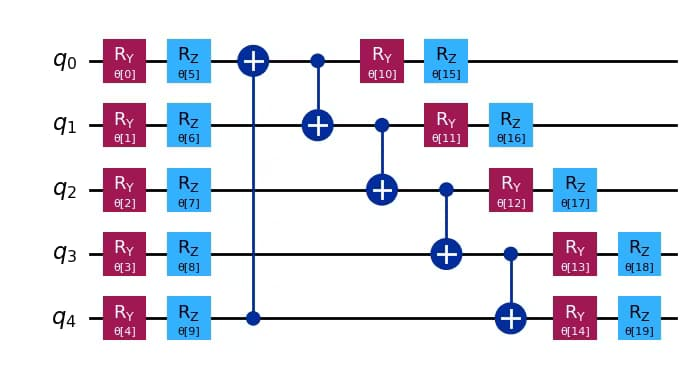 q0 RY θ[0] RZ θ[5] RY θ[10] RZ θ[15]
q1 RY θ[1] RZ θ[6] RY θ[11] RZ θ[16]
q2 RY θ[2] RZ θ[7] RY θ[12] RZ θ[17]
q3 RY θ[3] RZ θ[8] RY θ[13] RZ θ[18]
q4 RY θ[4] RZ θ[9] RY θ[14] RZ θ[19]